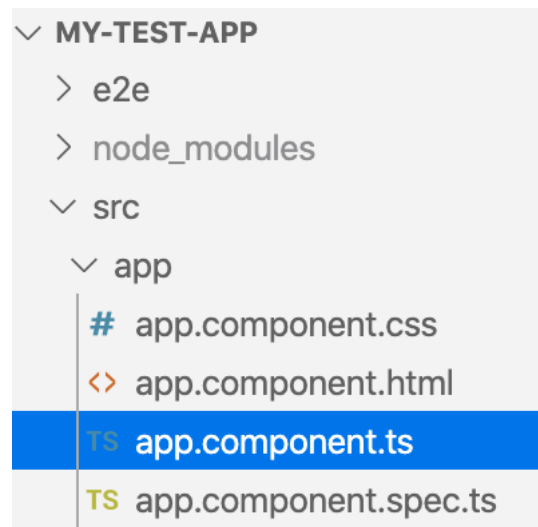 MY-TEST-APP
e2e
node_modules
src
app
# app.component.css
<> app.component.html
TS app.component.ts
TS app.component.spec.ts